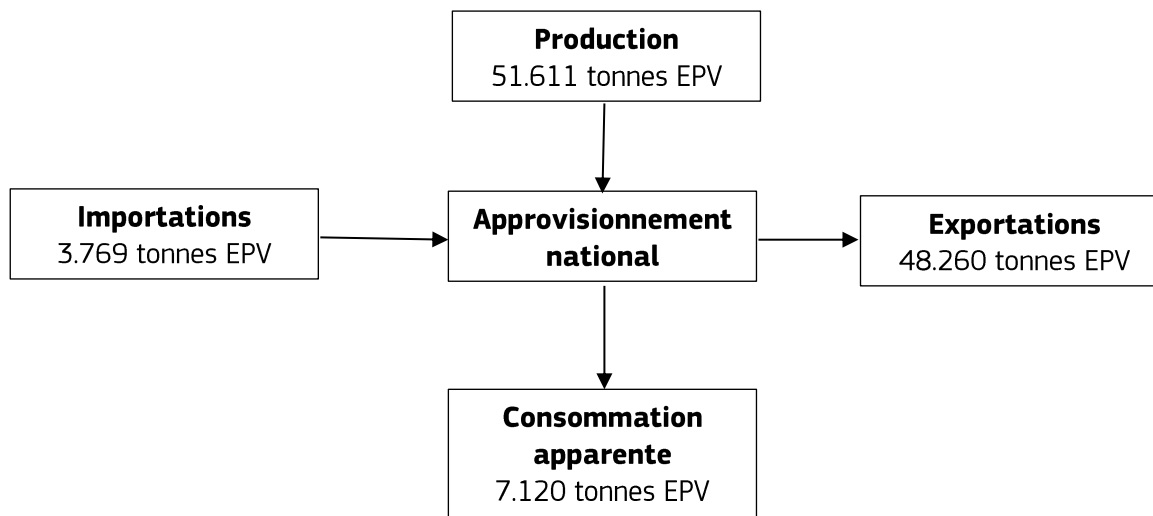 Production
51.611 tonnes EPV
Importations
3.769 tonnes EPV
Approvisionnement
national
Exportations
48.260 tonnes EPV
Consommation
apparente
7.120 tonnes EPV